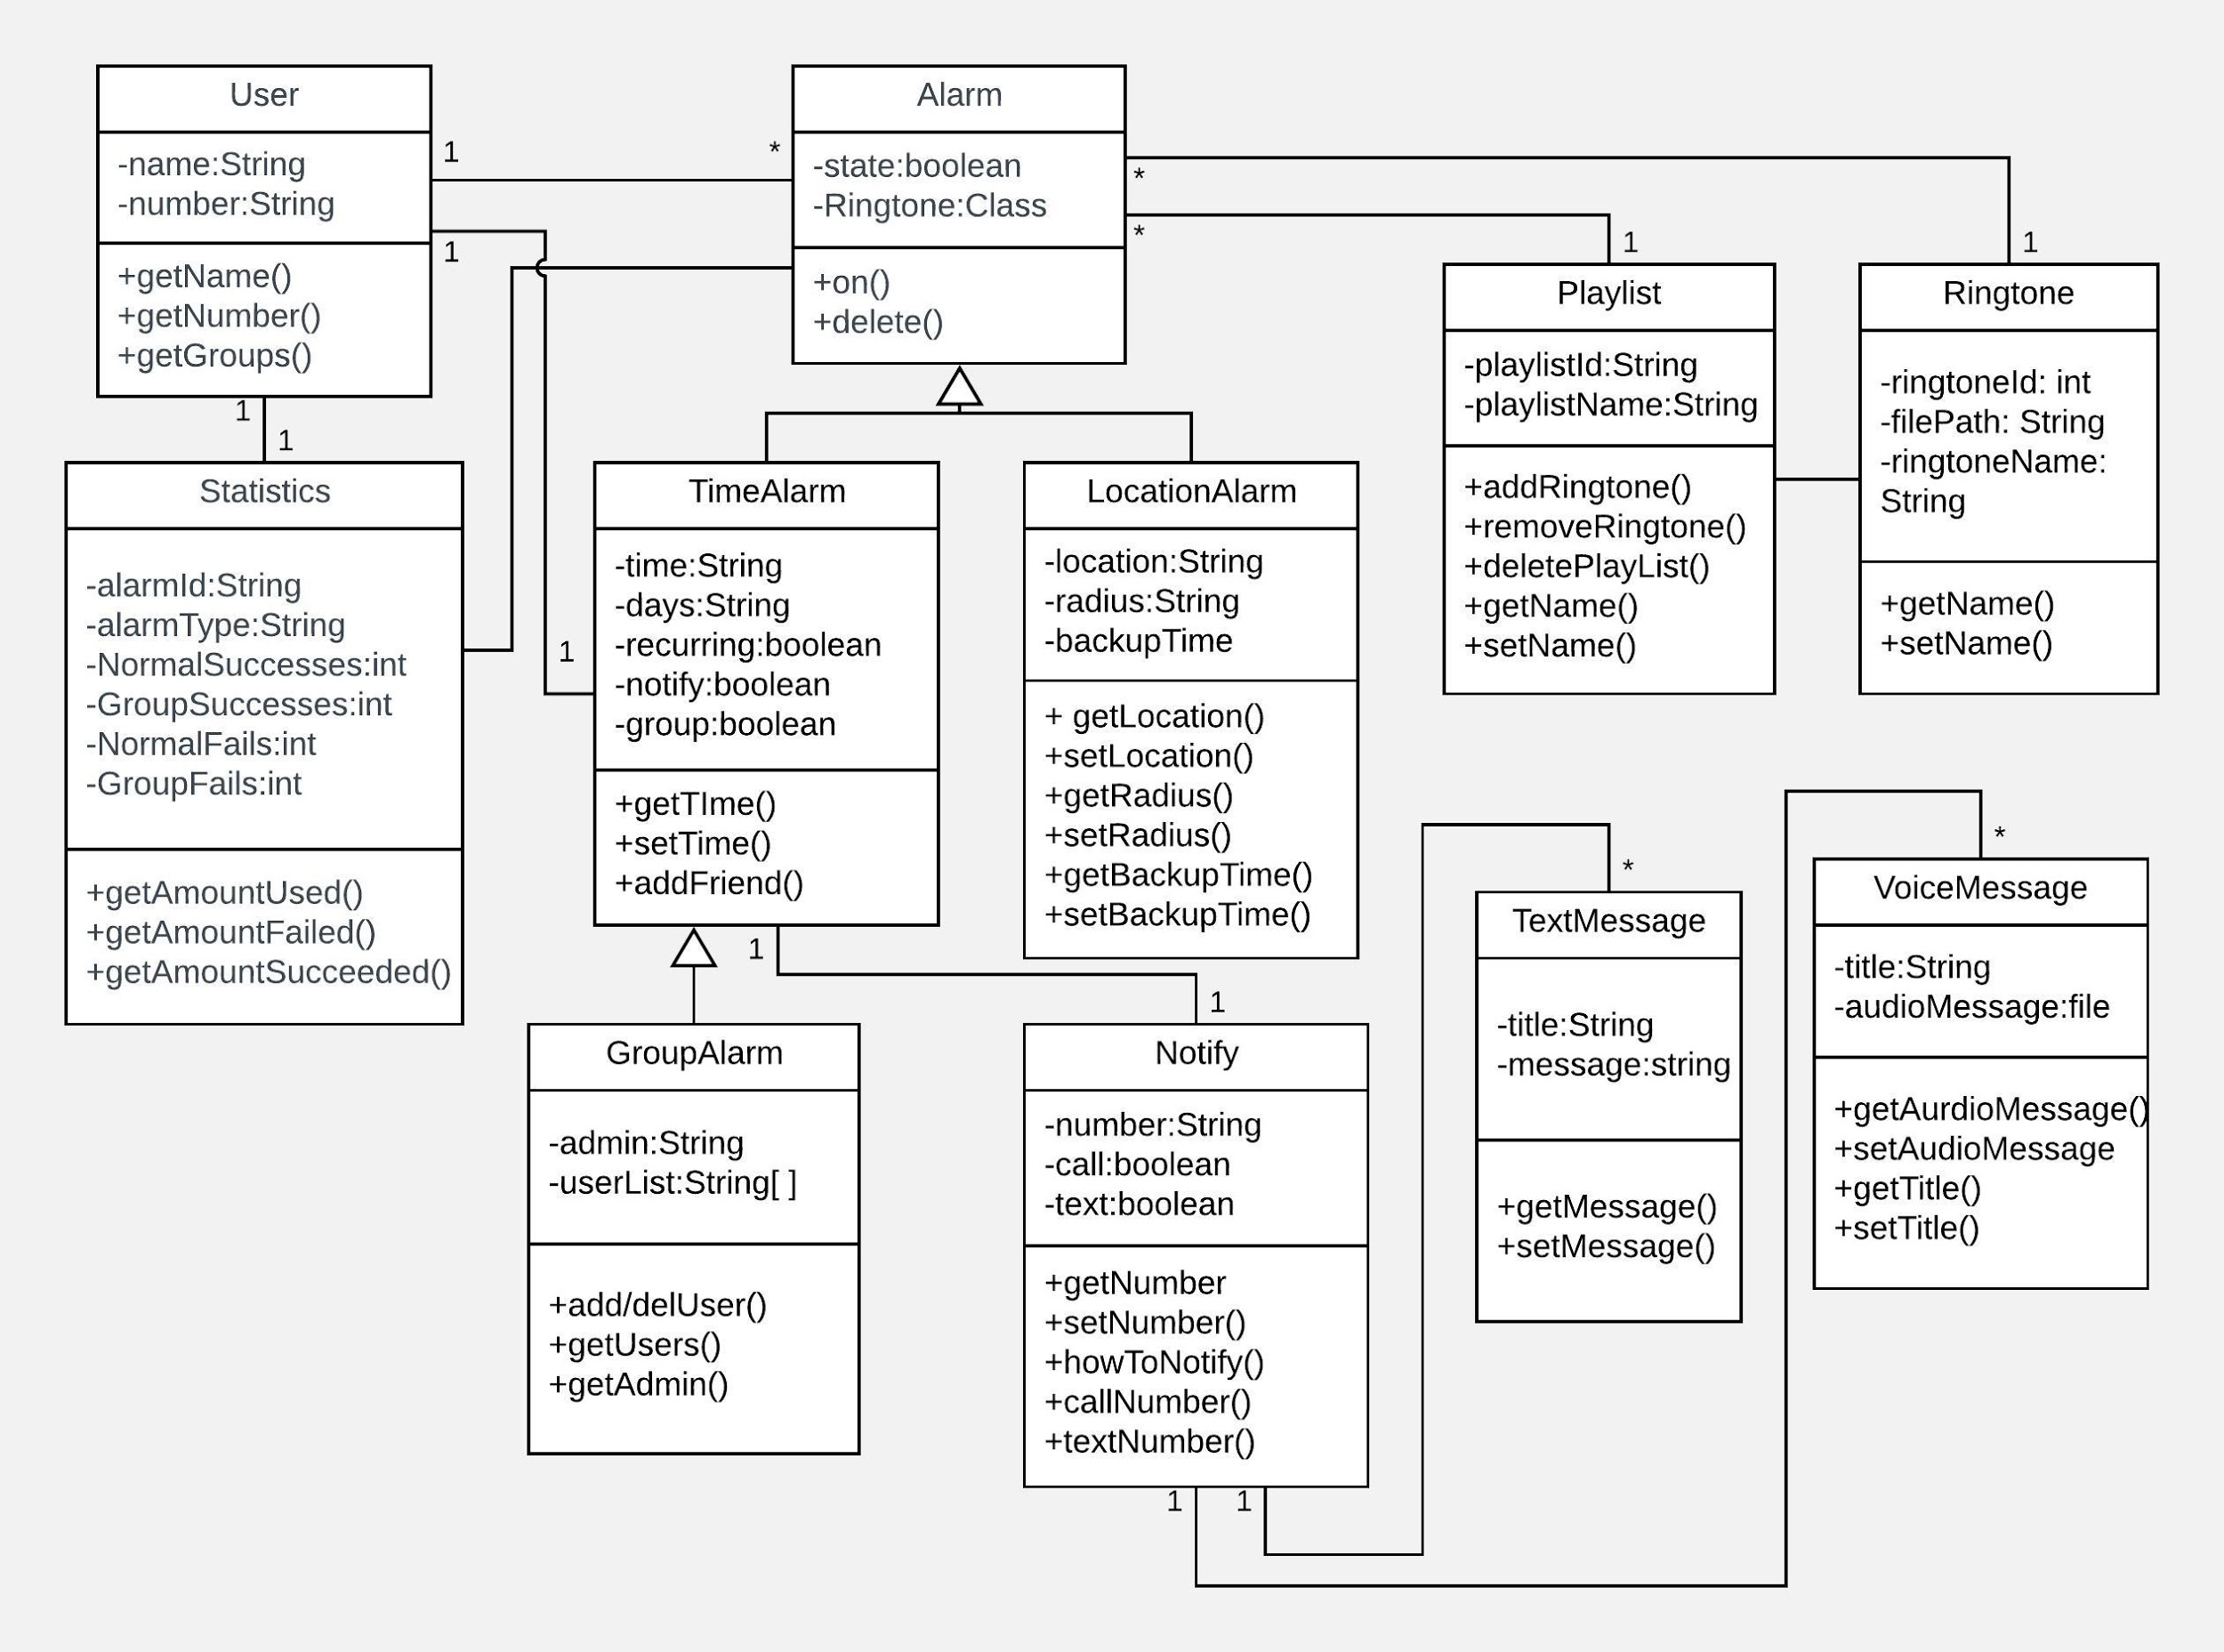 User
-name:String
-number:String
+getName()
+getNumber()
+getGroups()
1
*
1
1
1
Alarm
-state:boolean
-Ringtone:Class
+on()
+delete()
*
*
1
1
Playlist
-playlistId:String
-playlistName:String
+addRingtone()
+removeRingtone()
+deletePlayList()
+getName()
+setName()
Ringtone
-ringtoneId: int
-filePath: String
-ringtoneName:
String
+getName()
+setName()
Statistics
-alarmId:String
-alarmType:String
-NormalSuccesses:int
-GroupSuccesses:int
-NormalFails:int
-GroupFails:int
+getAmountUsed()
+getAmountFailed()
+getAmountSucceeded()
1
TimeAlarm
-time:String
-days:String
-recurring:boolean
-notify:boolean
-group:boolean
+getTIme()
+setTime()
+addFriend()
LocationAlarm
-location:String
-radius:String
-backupTime
+ getLocation()
+setLocation()
+getRadius()
+setRadius()
+getBackupTime()
+setBackupTime()
1
1
GroupAlarm
-admin:String
-userList:String[ ]
+add/delUser()
+getUsers()
+getAdmin()
Notify
-number:String
-call:boolean
-text:boolean
+getNumber
+setNumber()
+howToNotify()
+callNumber()
+textNumber()
1
1
*
TextMessage
-title:String
-message:string
+getMessage()
+setMessage()
*
VoiceMessage
-title:String
-audioMessage:file
+getAurdioMessage()
+setAudioMessage
+getTitle()
+setTitle()